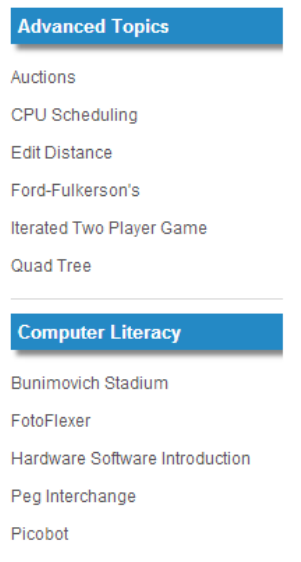 Advanced Topics
Auctions
CPU Scheduling
Edit Distance
Ford-Fulkerson's
Iterated Two Player Game
Quad Tree
Computer Literacy
Bunimovich Stadium
FotoFlexer
Hardware Software Introduction
Peg Interchange
Picobot